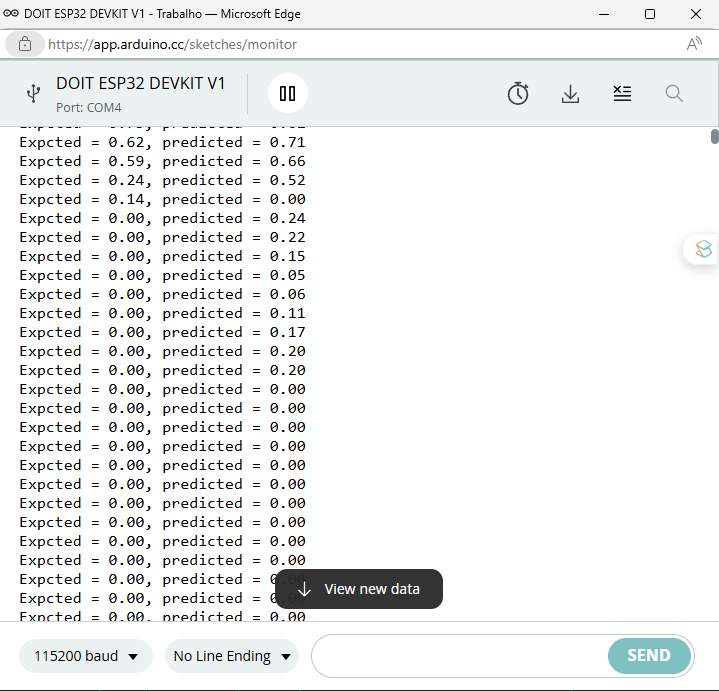 DOIT ESP32 DEVKIT V1 - Trabalho — Microsoft Edge
https://app.arduino.cc/sketches/monitor
DOIT ESP32 DEVKIT V1
Port: COM4
Expcted = 0.62, predicted = 0.71
Expcted = 0.59, predicted = 0.66
Expcted = 0.24, predicted = 0.52
Expcted = 0.14, predicted = 0.00
Expcted = 0.00, predicted = 0.24
Expcted = 0.00, predicted = 0.22
Expcted = 0.00, predicted = 0.15
Expcted = 0.00, predicted = 0.05
Expcted = 0.00, predicted = 0.06
Expcted = 0.00, predicted = 0.11
Expcted = 0.00, predicted = 0.17
Expcted = 0.00, predicted = 0.20
Expcted = 0.00, predicted = 0.20
Expcted = 0.00, predicted = 0.00
Expcted = 0.00, predicted = 0.00
Expcted = 0.00, predicted = 0.00
Expcted = 0.00, predicted = 0.00
Expcted = 0.00, predicted = 0.00
Expcted = 0.00, predicted = 0.00
Expcted = 0.00, predicted = 0.00
Expcted = 0.00, predicted = 0.00
Expcted = 0.00, predicted = 0.00
Expcted = 0.00, predicted = 0.00
Expcted = 0.00, predicted =
View new data
Expcted = 0.00, predicted =
Expcted = 0.00, predicted = 0.00
115200 baud No Line Ending SEND